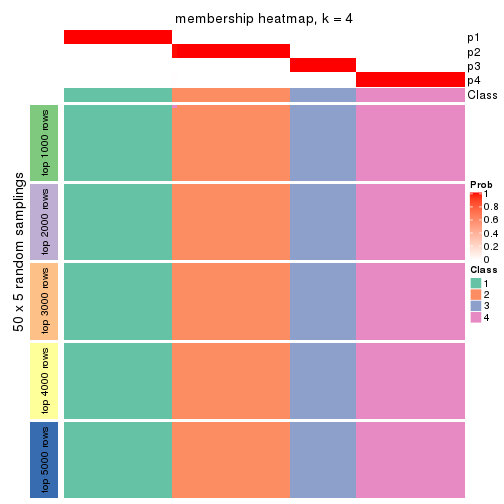 membership heatmap, k = 4
p1
p2
p3
p4
Class
50 x 5 random samplings
top 1000 rows
top 2000 rows
top 3000 rows
top 4000 rows
top 5000 rows
Prob
1
0.8
0.6
0.4
0.2
0
Class
1
2
3
4